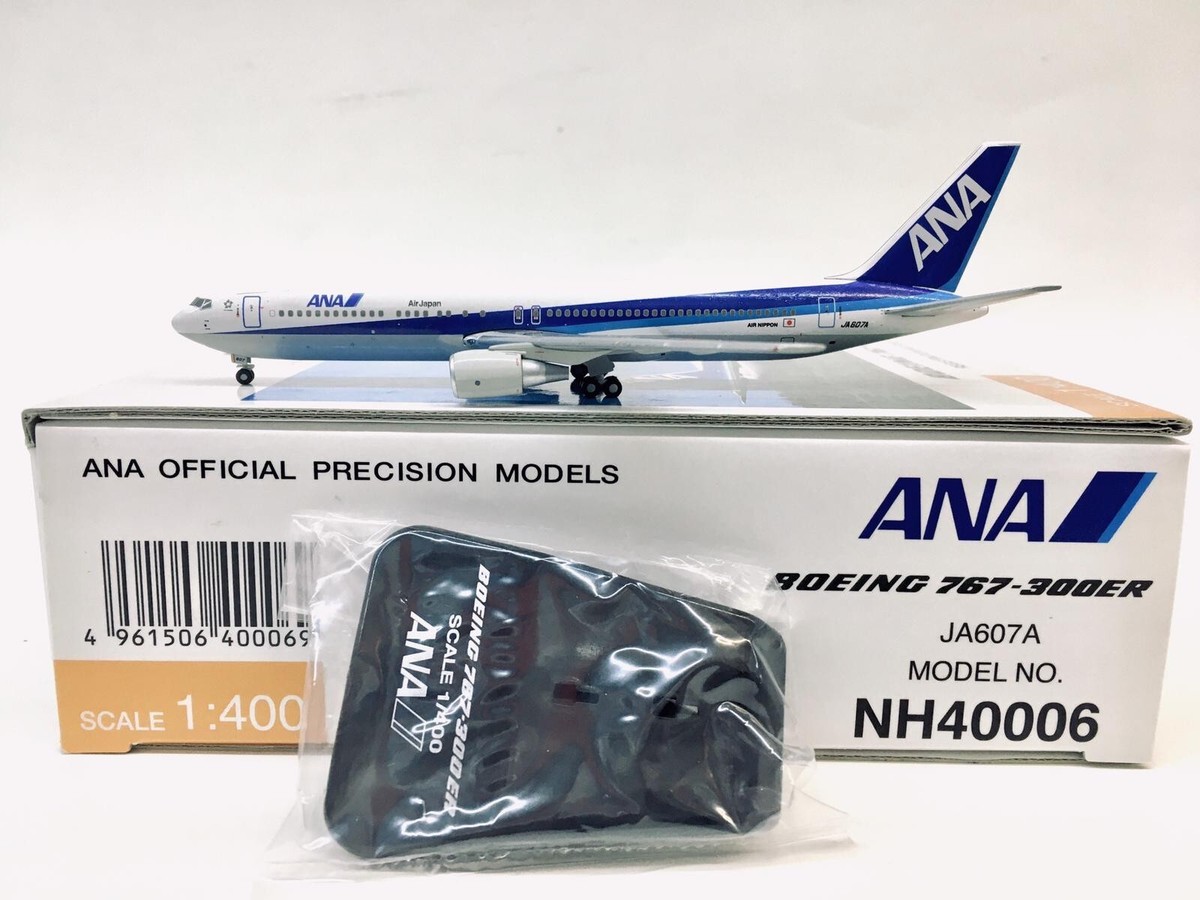 ANA
ANA
AirJapan
AIR NIPPON
JA607A
ANA OFFICIAL PRECISION MODELS
ANA
BOEING 767-300ER
JA607A
MODEL NO.
NH40006
4 961506 400069
SCALE 1:400
BOEING 767-300ER
SCALE 1/400
ANA